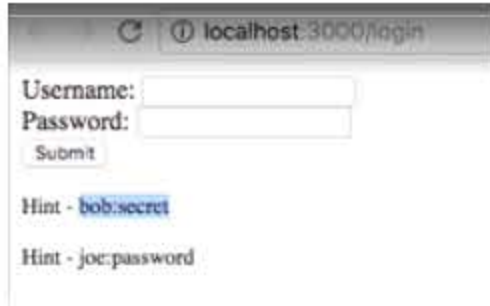 localhost:3000/login
Username:
Password:
Submit
Hint - bob:secret
Hint - joe:password